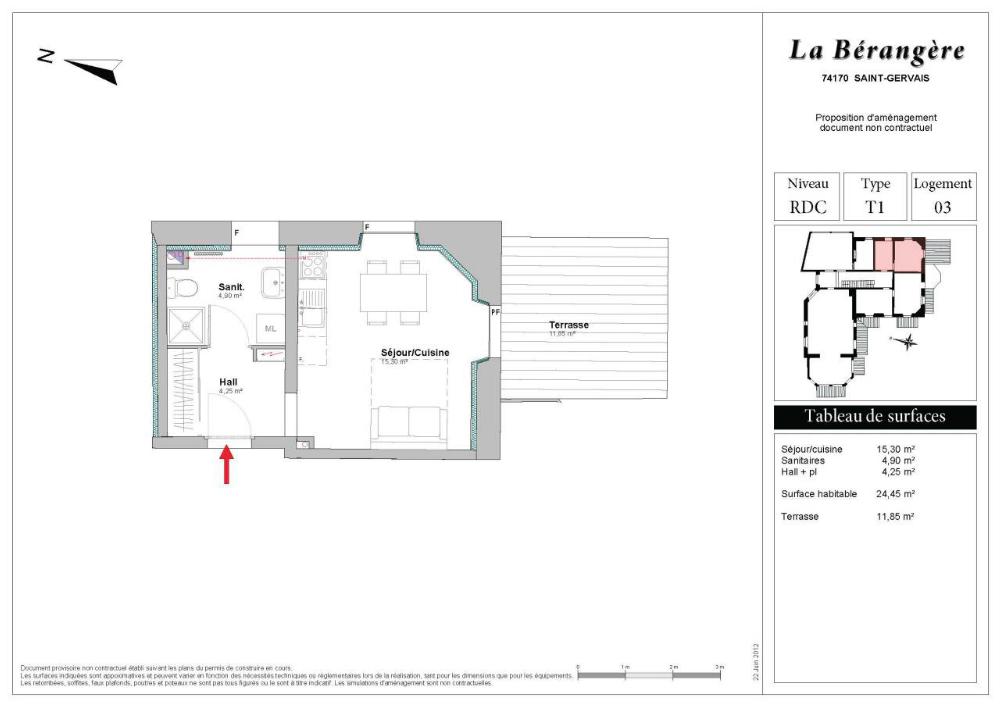 N
F
F
Sanit.
4,90 m²
ML
Hall
4,25 m²
Séjour/Cuisine
15,30 m²
F
PF
Terrasse
11,85 m²
La Bérangère
74170 SAINT-GERVAIS
Proposition d'aménagement
document non contractuel
Niveau
RDC
Type
T1
Logement
03
Tableau de surfaces
Séjour/cuisine 15,30 m²
Sanitaires 4,90 m²
Hall + pl 4,25 m²
Surface habitable 24,45 m²
Terrasse 11,85 m²
Document provisoire non contractuel établi suivant les plans du permis de construire en cours.
Les surfaces indiquées sont approximatives et peuvent varier en fonction des nécessités techniques ou réglementaires lors de la réalisation, tant pour les dimensions que pour les équipements.
Les retombées, soffites, faux plafonds, poutres et poteaux ne sont pas tous figurés ou le sont à titre indicatif. Les simulations d'aménagement sont non contractuelles.
0 1 m 2 m 3 m
22 Juin 2012